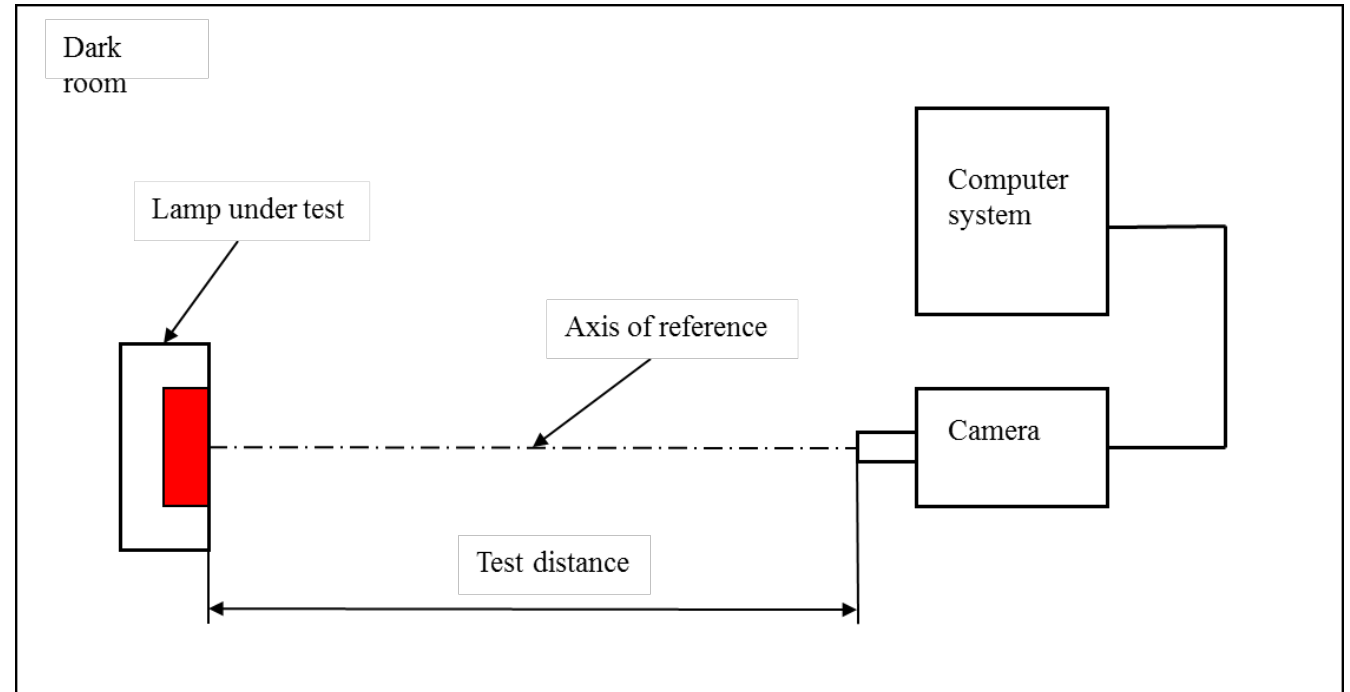 Dark
room
Computer
system
Lamp under test
Axis of reference
Camera
Test distance